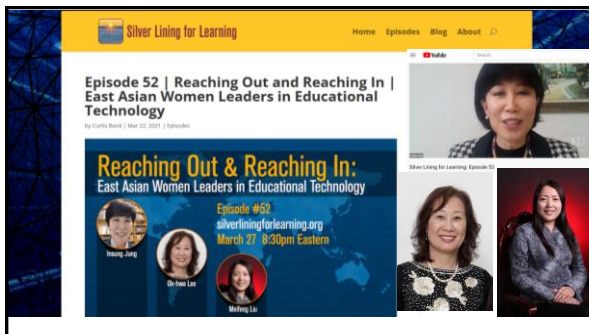 Silver Lining for Learning
Home Episodes Blog About
Episode 52 | Reaching Out and Reaching In |
East Asian Women Leaders in Educational
Technology
by Curtis Bonk | Mar 22, 2021 | Episodes
YouTube
Search
Silver Lining for Learning: Episode 52
Reaching Out & Reaching In:
East Asian Women Leaders in Educational Technology
Episode #52
silverliningforlearning.org
March 27 8:30pm Eastern
Insung Jung
Ok-hwa Lee
Meifeng Liu